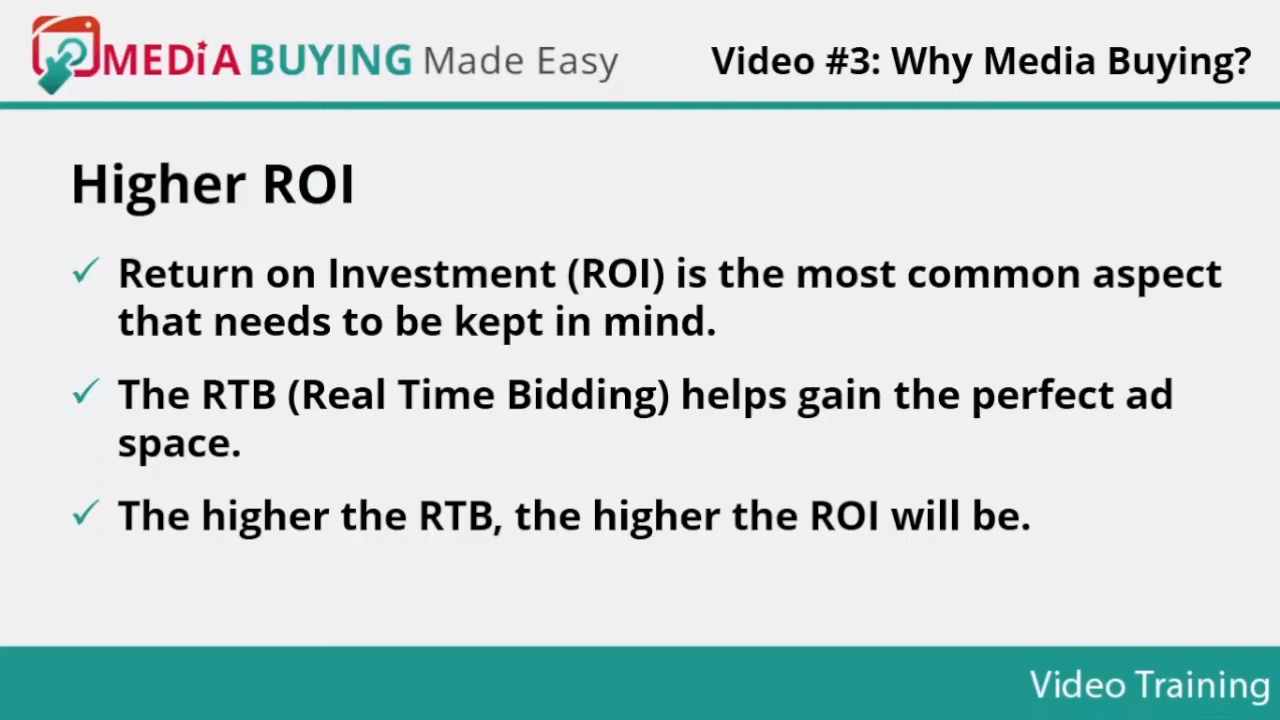 MEDiA BUYING Made Easy
Video #3: Why Media Buying?
Higher ROI
✓ Return on Investment (ROI) is the most common aspect
that needs to be kept in mind.
✓ The RTB (Real Time Bidding) helps gain the perfect ad
space.
✓ The higher the RTB, the higher the ROI will be.
Video Training